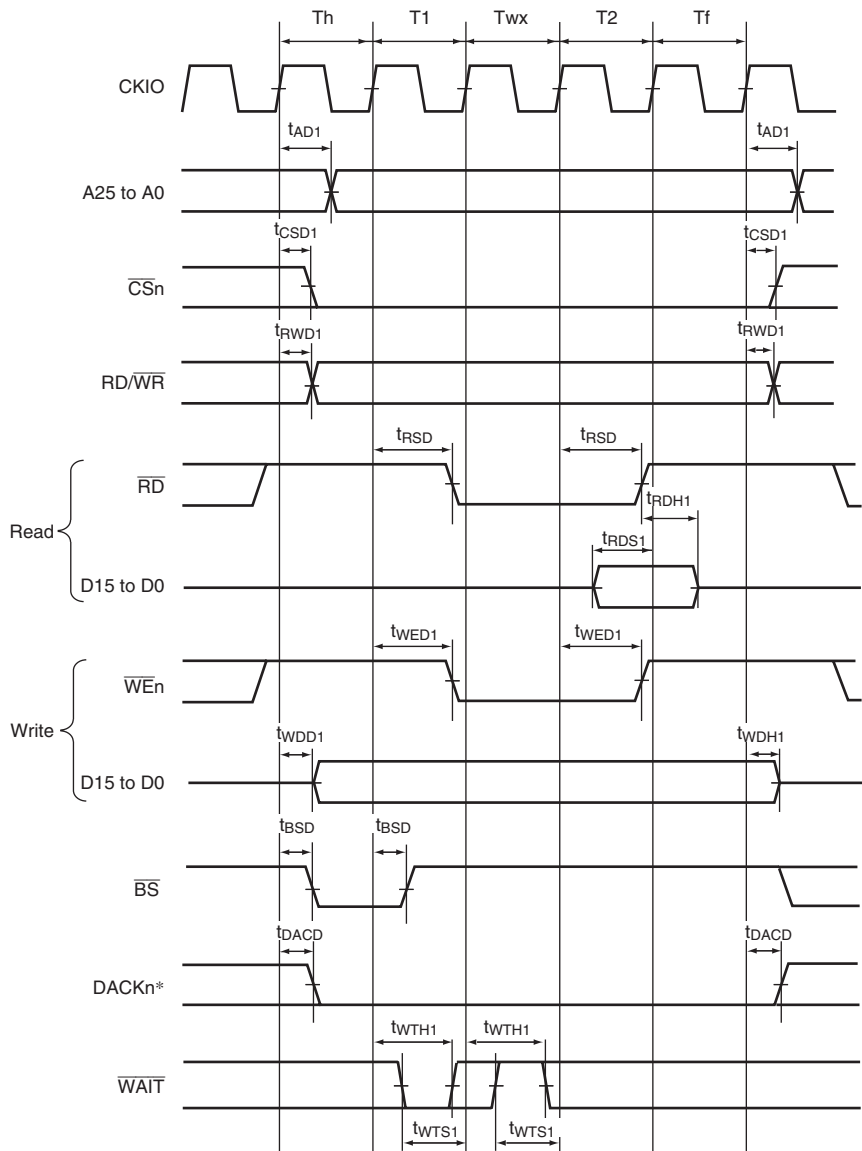 Th T1 Twx T2 Tf
CKIO
tAD1 tAD1
A25 to A0
tCSD1 tCSD1
CSn
tRWD1 tRWD1
RD/WR
tRSD tRSD
RD
tRDH1
Read
tRDS1
D15 to D0
tWED1 tWED1
WEn
Write
tWDD1 tWDH1
D15 to D0
tBSD tBSD
BS
tDACD tDACD
DACKn*
tWTH1 tWTH1
WAIT
tWTS1 tWTS1